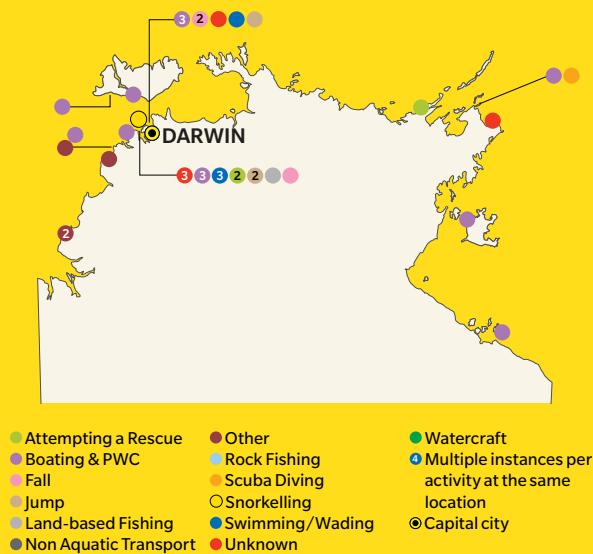 3 2
DARWIN
3 3 3 2 2
2
Attempting a Rescue
Boating & PWC
Fall
Jump
Land-based Fishing
Non Aquatic Transport
Other
Rock Fishing
Scuba Diving
Snorkelling
Swimming/Wading
Unknown
Watercraft
4 Multiple instances per
activity at the same
location
Capital city